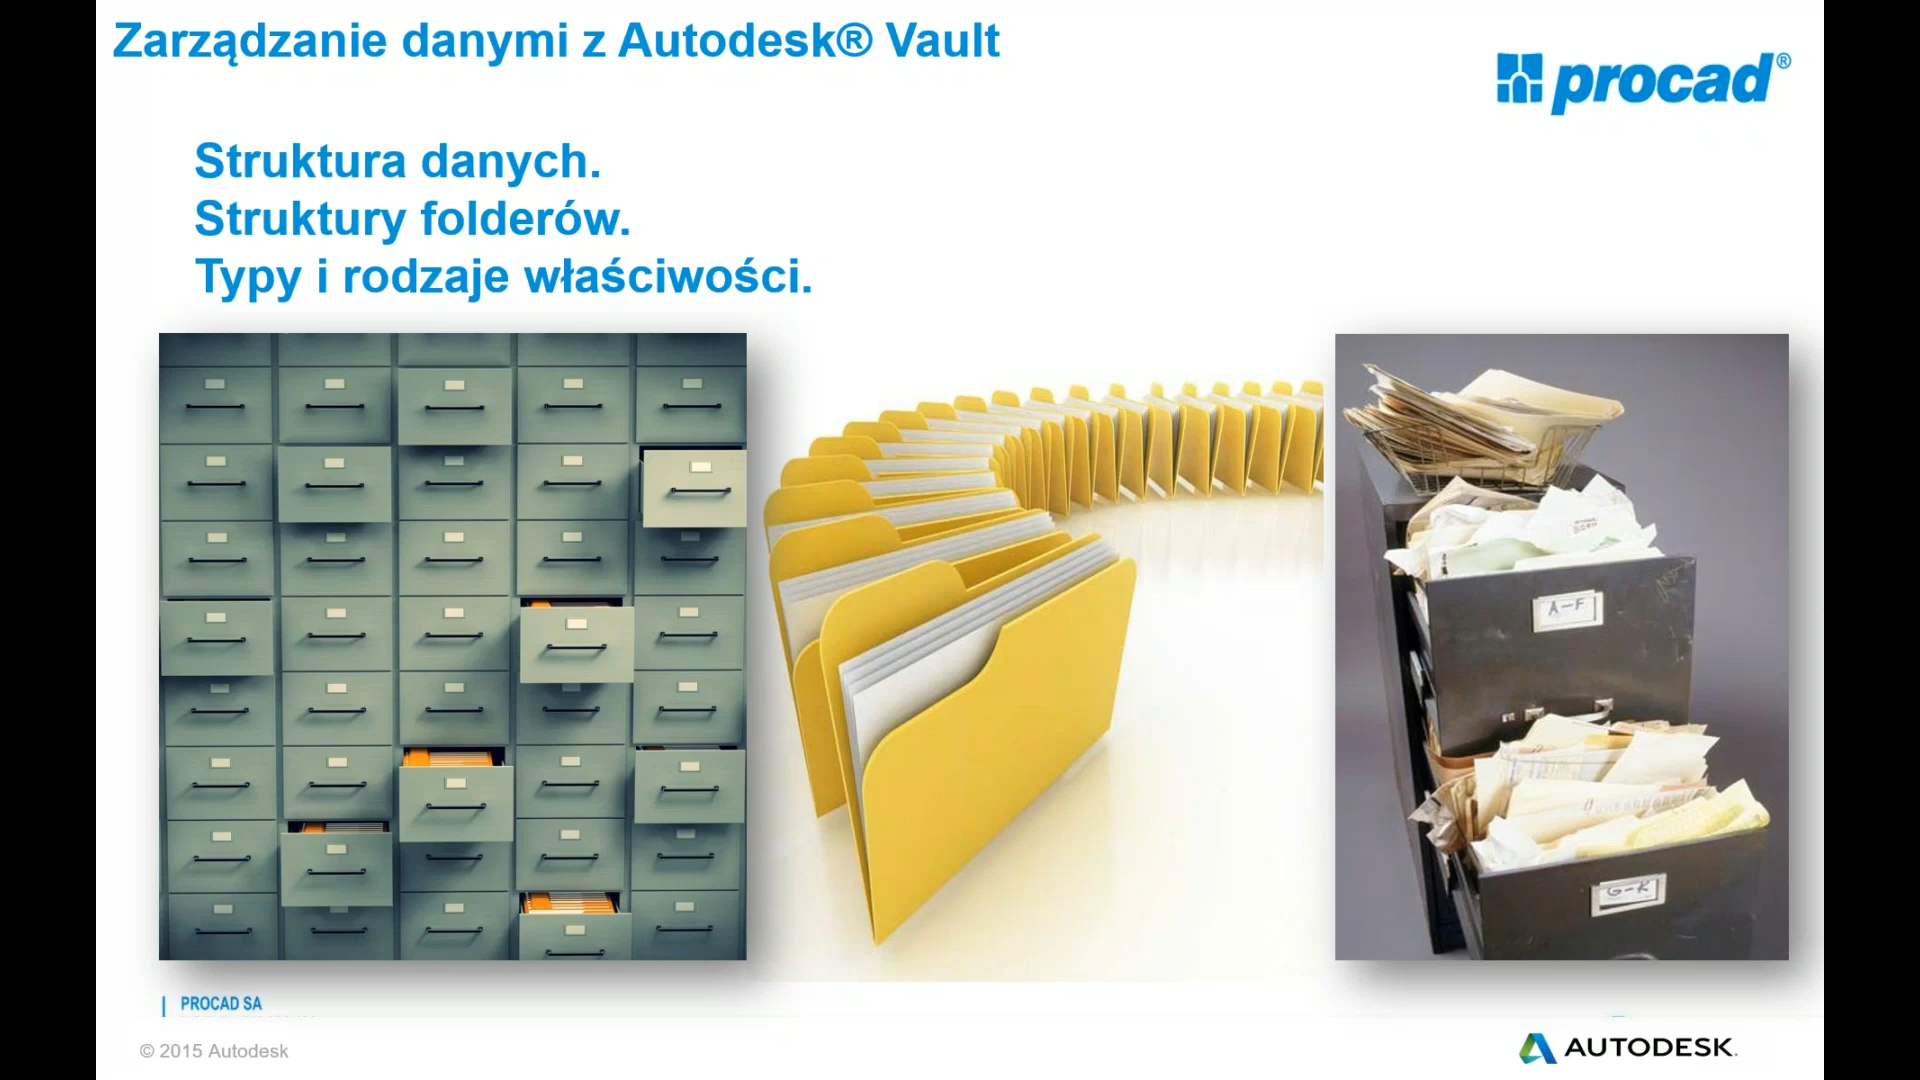 Zarządzanie danymi z Autodesk® Vault
procad®
Struktura danych.
Struktury folderów.
Typy i rodzaje właściwości.
A-F
G-K
PROCAD SA
© 2015 Autodesk
AUTODESK.